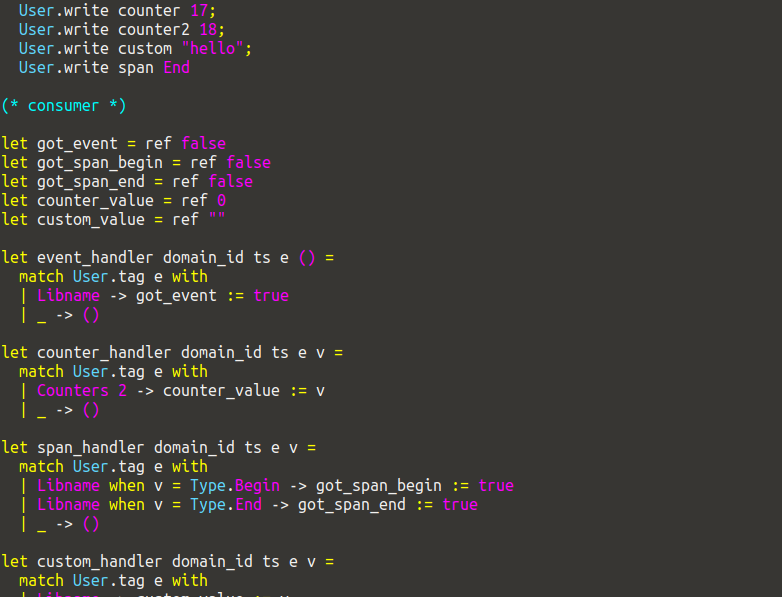 User.write counter 17;
User.write counter2 18;
User.write custom "hello";
User.write span End
(* consumer *)
let got_event = ref false
let got_span_begin = ref false
let got_span_end = ref false
let counter_value = ref 0
let custom_value = ref ""
let event_handler domain_id ts e () =
match User.tag e with
| Libname -> got_event := true
| _ -> ()
let counter_handler domain_id ts e v =
match User.tag e with
| Counters 2 -> counter_value := v
| _ -> ()
let span_handler domain_id ts e v =
match User.tag e with
| Libname when v = Type.Begin -> got_span_begin := true
| Libname when v = Type.End -> got_span_end := true
| _ -> ()
let custom_handler domain_id ts e v =
match User.tag e with